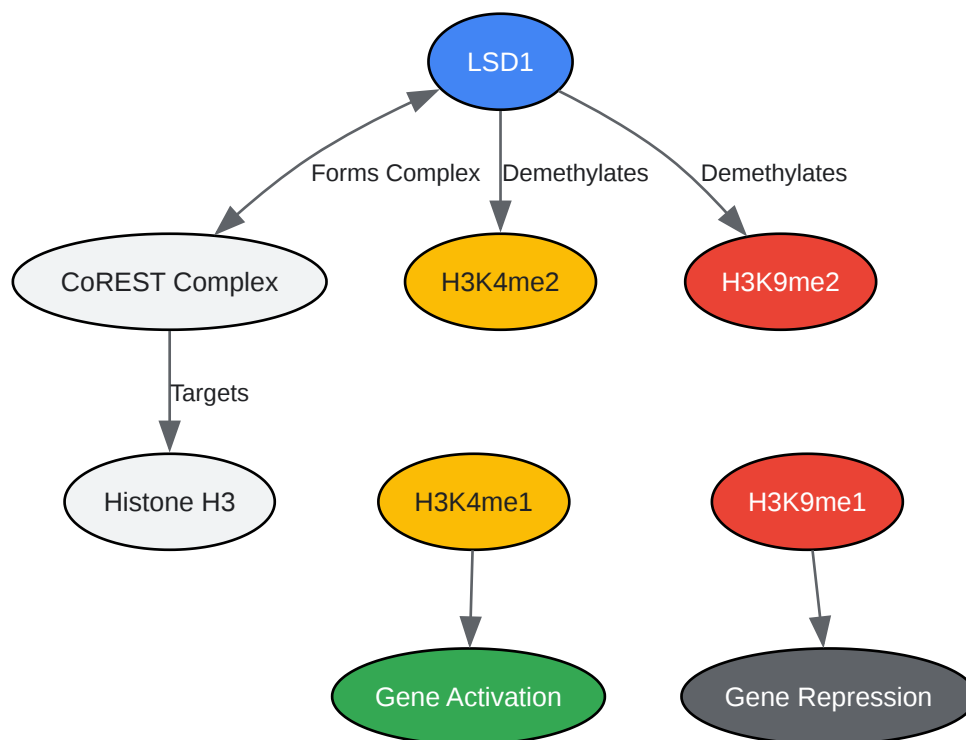 LSD1
Forms Complex
Demethylates
Demethylates
CoREST Complex
H3K4me2
H3K9me2
Targets
Histone H3
H3K4me1
H3K9me1
Gene Activation
Gene Repression